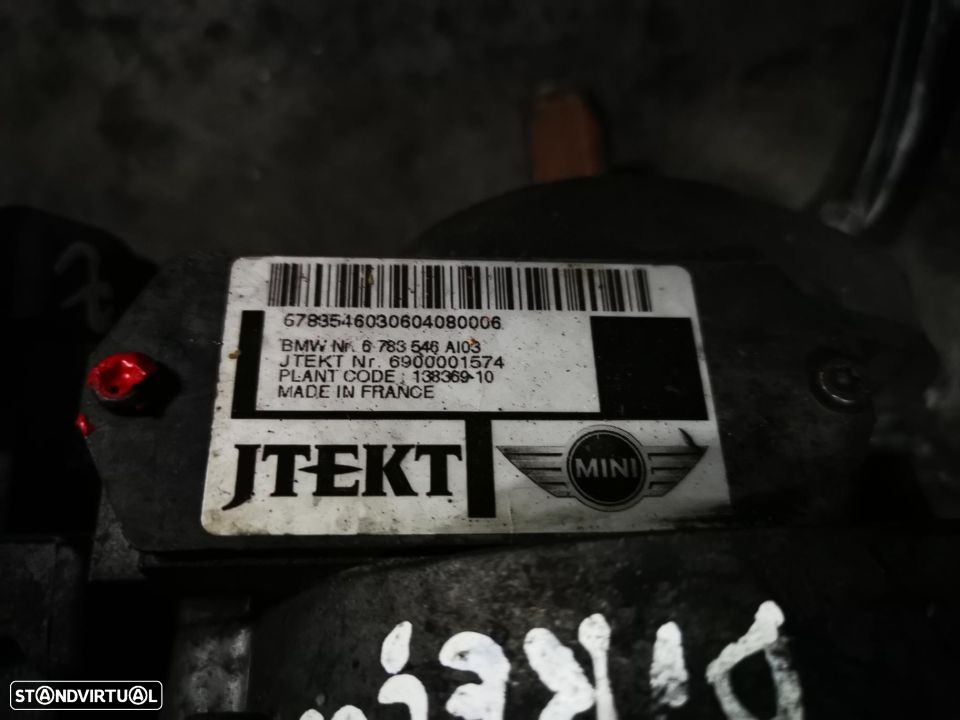 6783546030604080006
BMW Nr. 6 783 546 AI03
JTEKT Nr. 6900001574
PLANT CODE : 138369-10
MADE IN FRANCE
JTEKT
MINI
STANDVIRTUAL